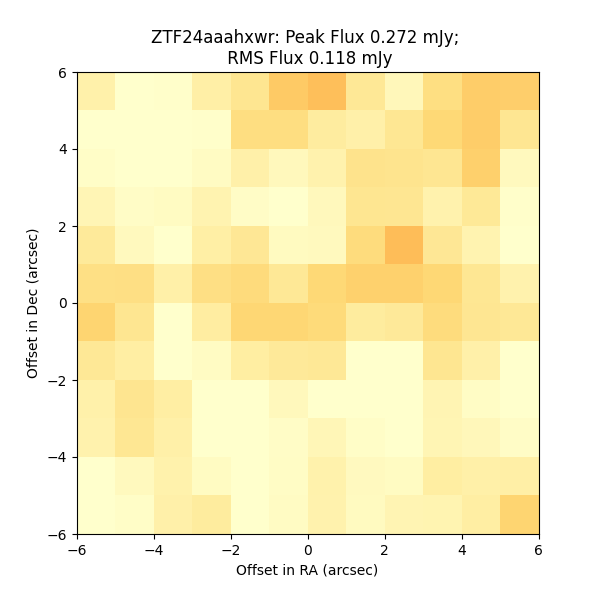 ZTF24aaahxwr: Peak Flux 0.272 mJy;
RMS Flux 0.118 mJy
6
4
2
0
−2
−4
−6
Offset in Dec (arcsec)
−6 −4 −2 0 2 4 6
Offset in RA (arcsec)